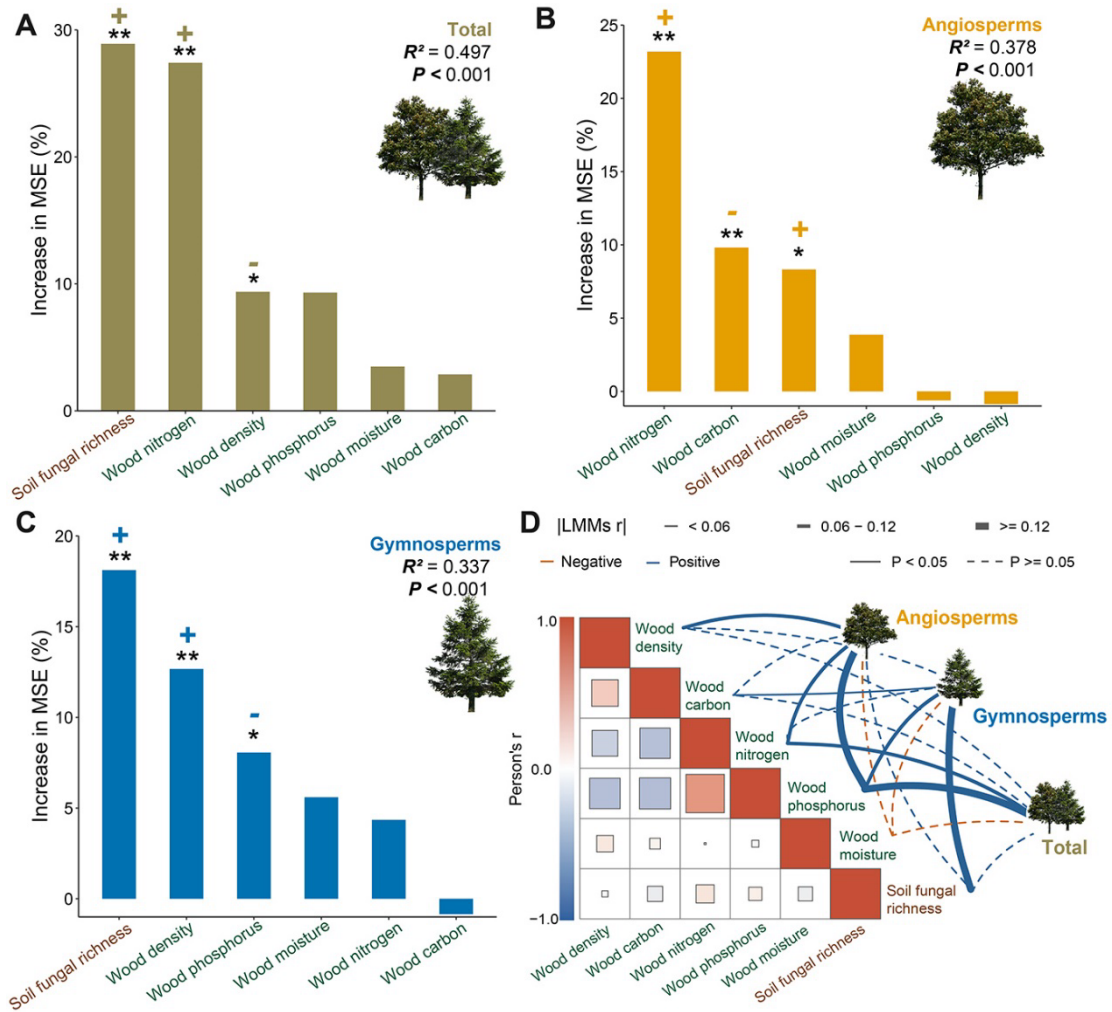 A
Total
R² = 0.497
P < 0.001
Increase in MSE (%)
30
20
10
0
+
**
+
**
-
*
Soil fungal richness
Wood nitrogen
Wood density
Wood phosphorus
Wood moisture
Wood carbon
B
Angiosperms
R² = 0.378
P < 0.001
Increase in MSE (%)
25
20
15
10
5
0
+
**
-
**
+
*
Wood nitrogen
Wood carbon
Soil fungal richness
Wood moisture
Wood phosphorus
Wood density
C
Gymnosperms
R² = 0.337
P < 0.001
Increase in MSE (%)
20
15
10
5
0
+
**
+
**
-
*
Soil fungal richness
Wood density
Wood phosphorus
Wood moisture
Wood nitrogen
Wood carbon
D
|LMMs r|
< 0.06
0.06 − 0.12
>= 0.12
Negative
Positive
P < 0.05
P >= 0.05
Person's r
1.0
0.0
−1.0
Wood
density
Wood
carbon
Wood
nitrogen
Wood
phosphorus
Wood
moisture
Soil fungal
richness
Angiosperms
Gymnosperms
Total
Wood density
Wood carbon
Wood nitrogen
Wood phosphorus
Wood moisture
Soil fungal richness